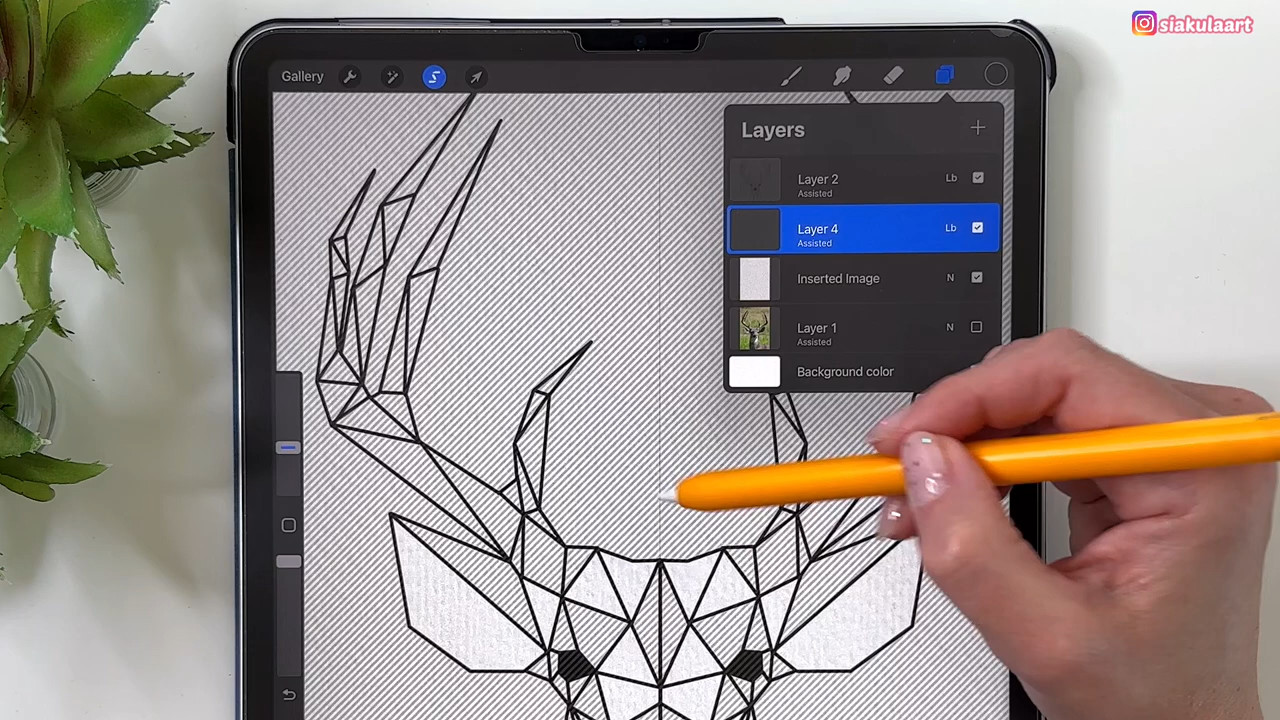 siakulaart
Gallery
Layers
Layer 2
Assisted
Lb
Layer 4
Assisted
Lb
Inserted Image
N
Layer 1
Assisted
N
Background color